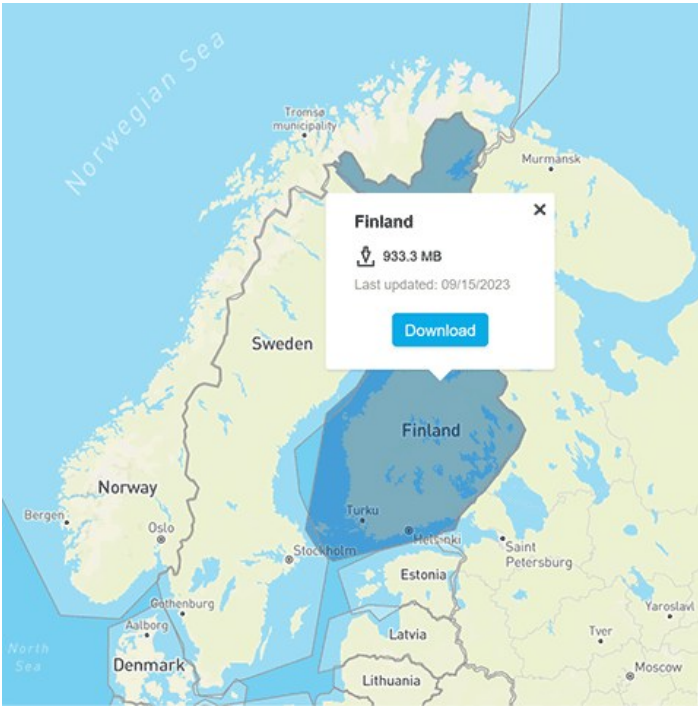 Norwegian Sea
Tromsø
municipality
Murmansk
Finland
×
933.3 MB
Last updated: 09/15/2023
Download
Sweden
Finland
Norway
Turku
Bergen
Oslo
Helsinki
Stockholm
Saint
Petersburg
Estonia
Gothenburg
Yaroslavl
Aalborg
Tver
Latvia
North
Sea
Denmark
Moscow
Lithuania